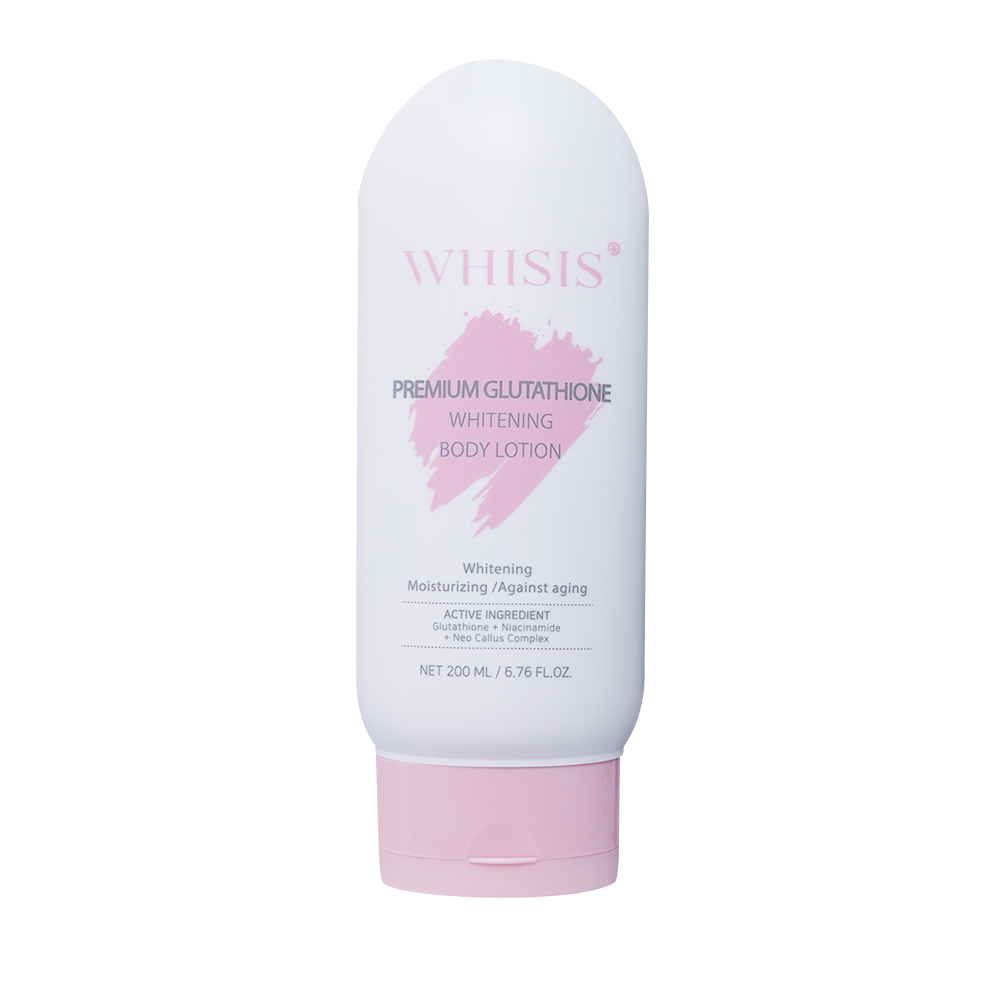 WHISIS
PREMIUM GLUTATHIONE
WHITENING
BODY LOTION
Whitening
Moisturizing /Against aging
ACTIVE INGREDIENT
Glutathione + Niacinamide
+ Neo Callus Complex
NET 200 ML / 6.76 FL.OZ.